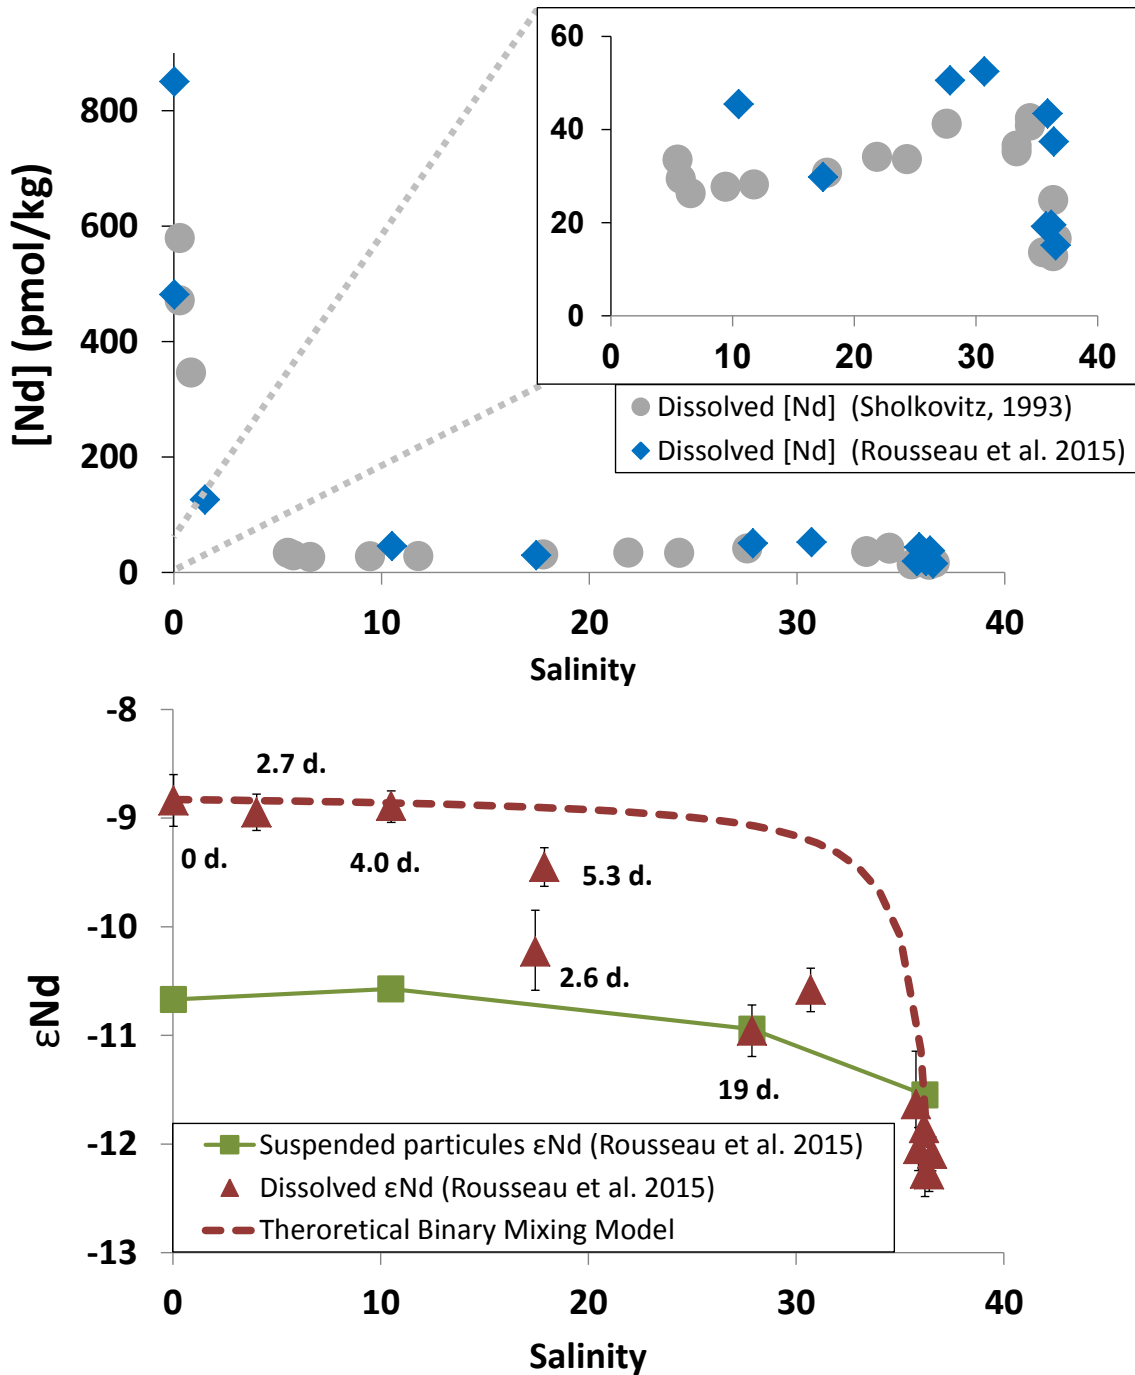 [Nd] (pmol/kg)
800
600
400
200
0
0
10
20
30
40
Salinity
60
40
20
0
0
10
20
30
40
Dissolved [Nd] (Sholkovitz, 1993)
Dissolved [Nd] (Rousseau et al. 2015)
εNd
-8
-9
-10
-11
-12
-13
2.7 d.
0 d.
4.0 d.
5.3 d.
2.6 d.
19 d.
Suspended particules εNd (Rousseau et al. 2015)
Dissolved εNd (Rousseau et al. 2015)
Theroretical Binary Mixing Model
0
10
20
30
40
Salinity